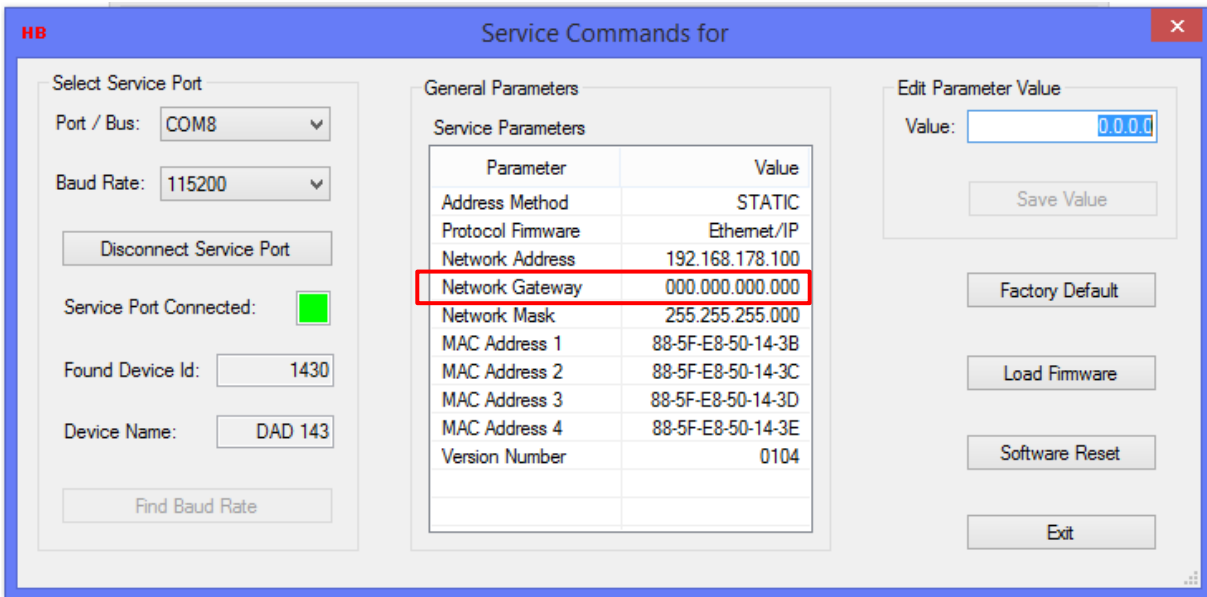 HB
Service Commands for
Select Service Port
Port / Bus: COM8
Baud Rate: 115200
Disconnect Service Port
Service Port Connected:
Found Device Id: 1430
Device Name: DAD 143
Find Baud Rate
General Parameters
Service Parameters
Parameter Value
Address Method STATIC
Protocol Firmware Ethernet/IP
Network Address 192.168.178.100
Network Gateway 000.000.000.000
Network Mask 255.255.255.000
MAC Address 1 88-5F-E8-50-14-3B
MAC Address 2 88-5F-E8-50-14-3C
MAC Address 3 88-5F-E8-50-14-3D
MAC Address 4 88-5F-E8-50-14-3E
Version Number 0104
Edit Parameter Value
Value: 0.0.0.0
Save Value
Factory Default
Load Firmware
Software Reset
Exit